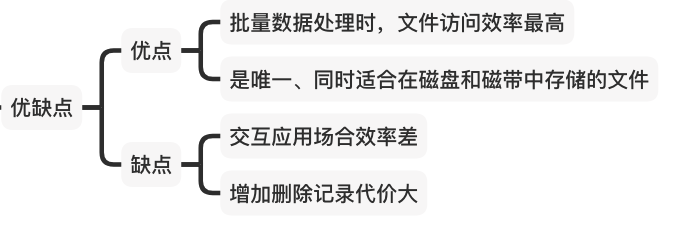 优缺点
优点
批量数据处理时，文件访问效率最高
是唯一、同时适合在磁盘和磁带中存储的文件
缺点
交互应用场合效率差
增加删除记录代价大